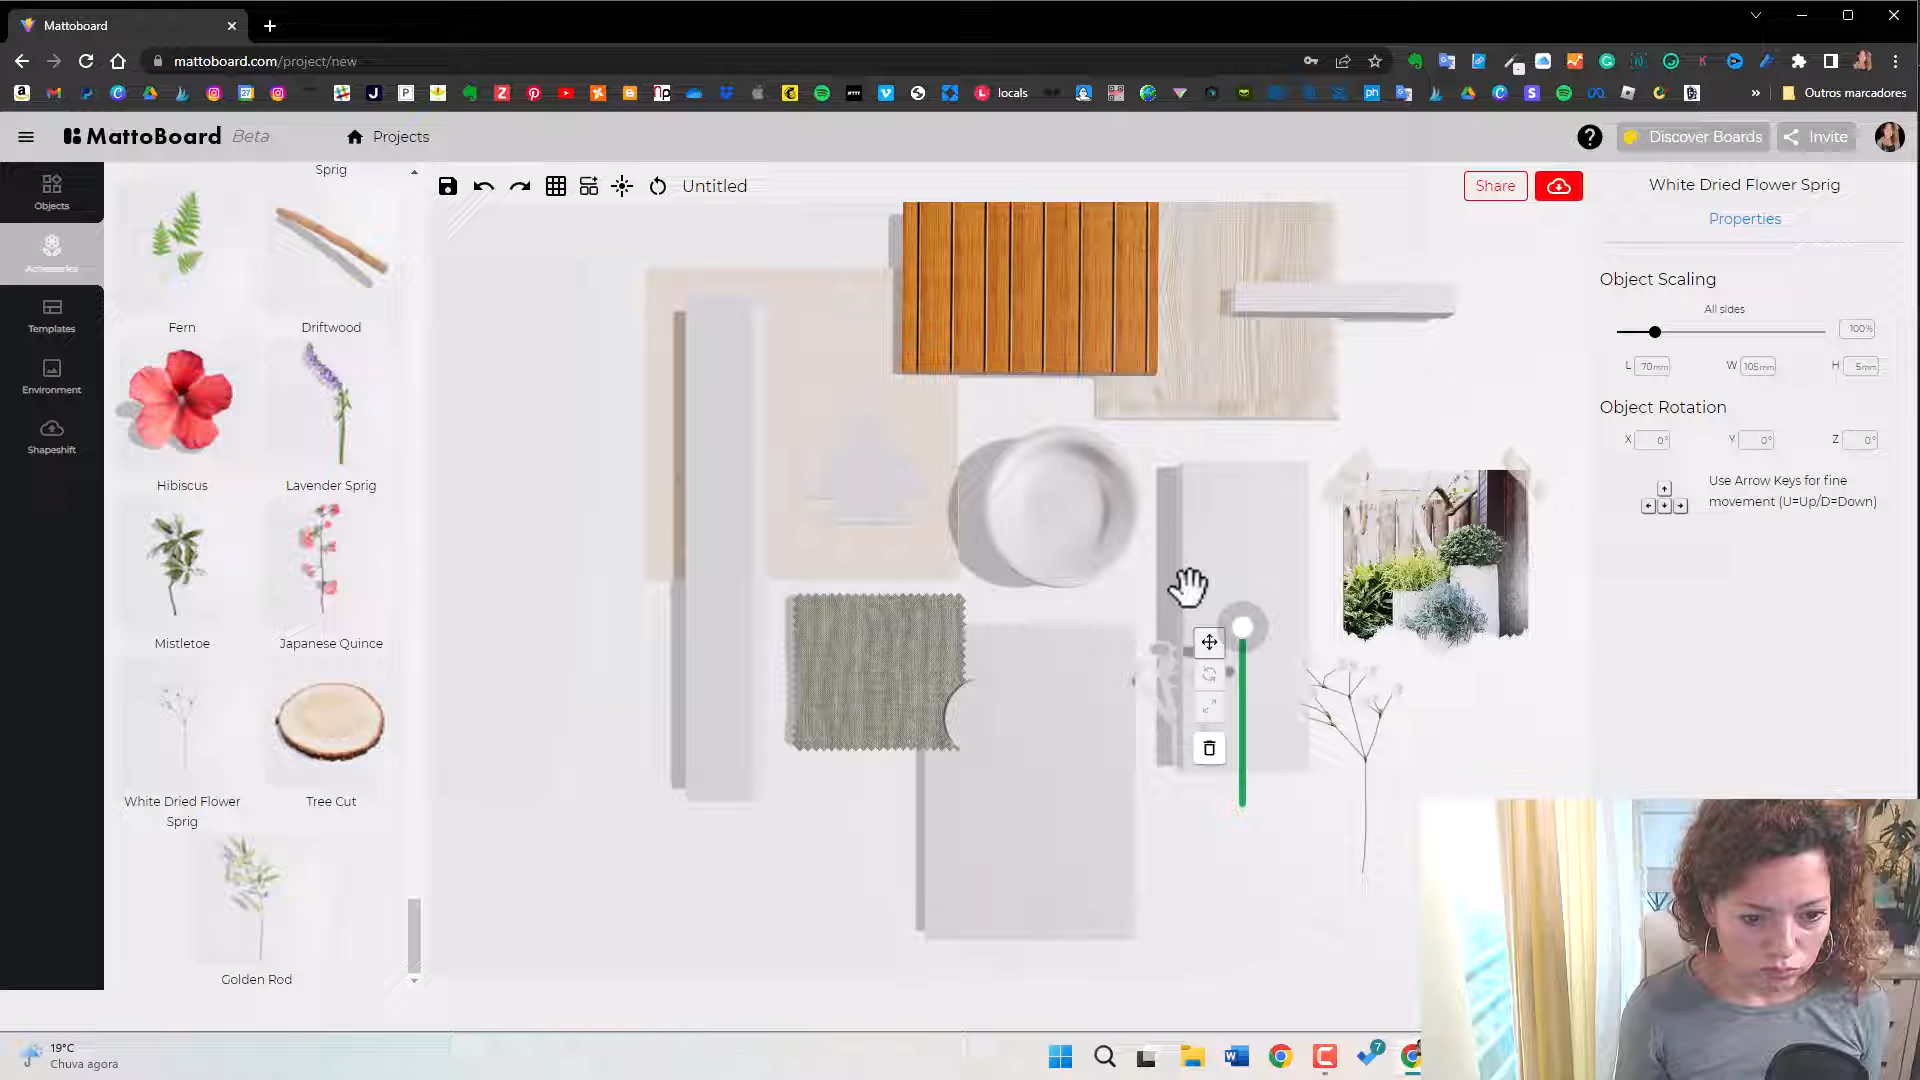 Mattoboard
mattoboard.com/project/new
locals
Outros marcadores
MattoBoard Beta
Projects
Discover Boards
Invite
Objects
Accessories
Templates
Environment
Shapeshift
Sprig
Fern
Driftwood
Hibiscus
Lavender Sprig
Mistletoe
Japanese Quince
White Dried Flower
Sprig
Tree Cut
Golden Rod
Untitled
Share
White Dried Flower Sprig
Properties
Object Scaling
All sides
100%
L 70mm W 105mm H 5mm
Object Rotation
X 0° Y 0° Z 0°
Use Arrow Keys for fine
movement (U=Up/D=Down)
19°C
Chuva agora
7